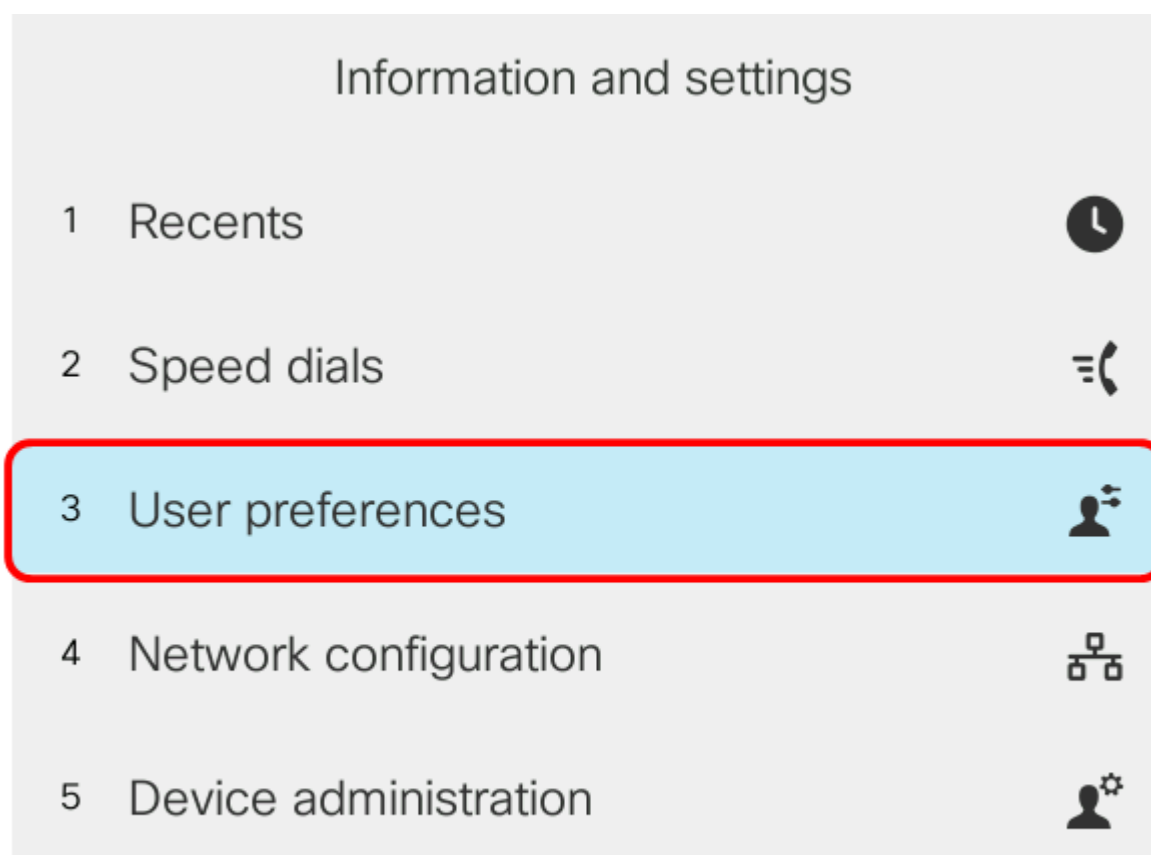 Information and settings
1 Recents
2 Speed dials
3 User preferences
4 Network configuration
5 Device administration